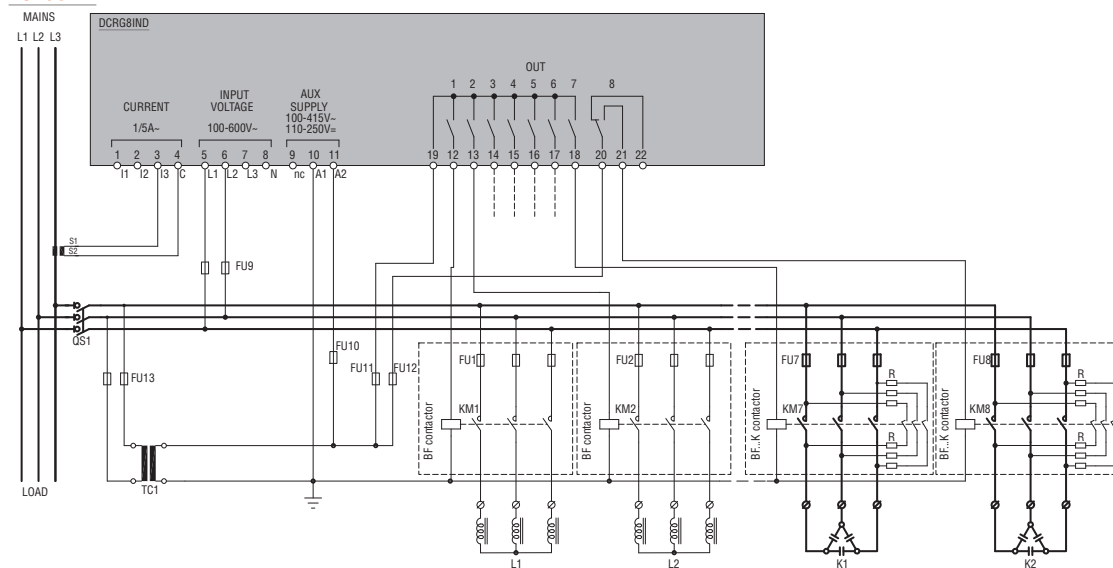 MAINS
L1 L2 L3
DCRG8IND
OUT
1 2 3 4 5 6 7 8
CURRENT
1/5A~
INPUT
VOLTAGE
100-600V~
AUX
SUPPLY
100-415V~
110-250V=
1 2 3 4 5 6 7 8 9 10 11 19 12 13 14 15 16 17 18 20 21 22
I1 I2 I3 C L1 L2 L3 N nc A1 A2
S1
S2
FU9
QS1
FU13
FU10
FU11
FU12
FU1
FU2
FU7
FU8
R
R
KM1
KM2
KM7
KM8
BF contactor
BF contactor
BF...K contactor
BF...K contactor
R
R
TC1
LOAD
L1
L2
K1
K2